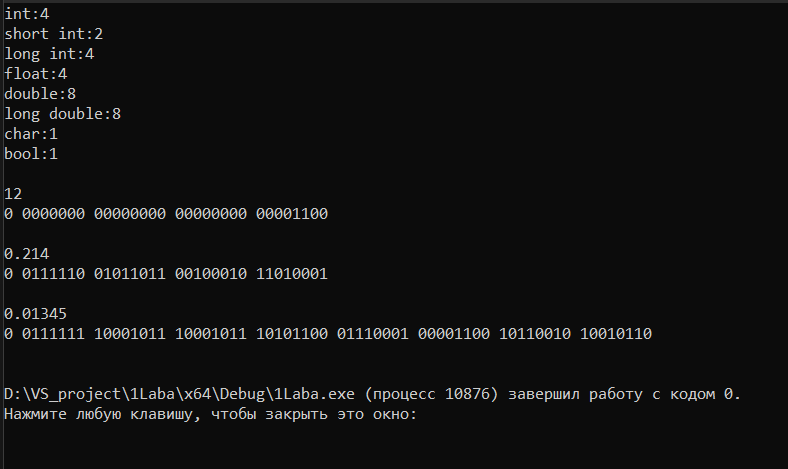 int:4
short int:2
long int:4
float:4
double:8
long double:8
char:1
bool:1
12
0 0000000 00000000 00000000 00001100
0.214
0 0111110 01011011 00100010 11010001
0.01345
0 0111111 10001011 10001011 10101100 01110001 00001100 10110010 10010110
D:\VS_project\1Laba\x64\Debug\1Laba.exe (процесс 10876) завершил работу с кодом 0.
Нажмите любую клавишу, чтобы закрыть это окно: